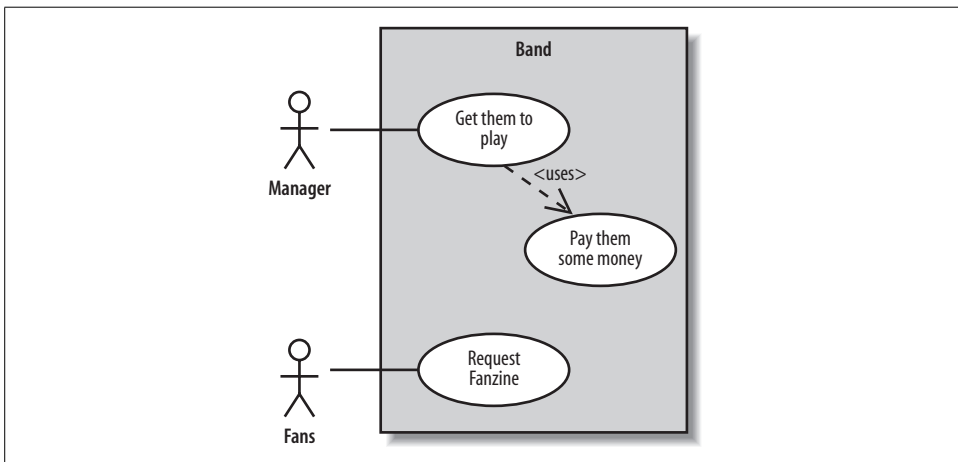 Band
Get them to
play
Manager
<uses>
Pay them
some money
Request
Fanzine
Fans